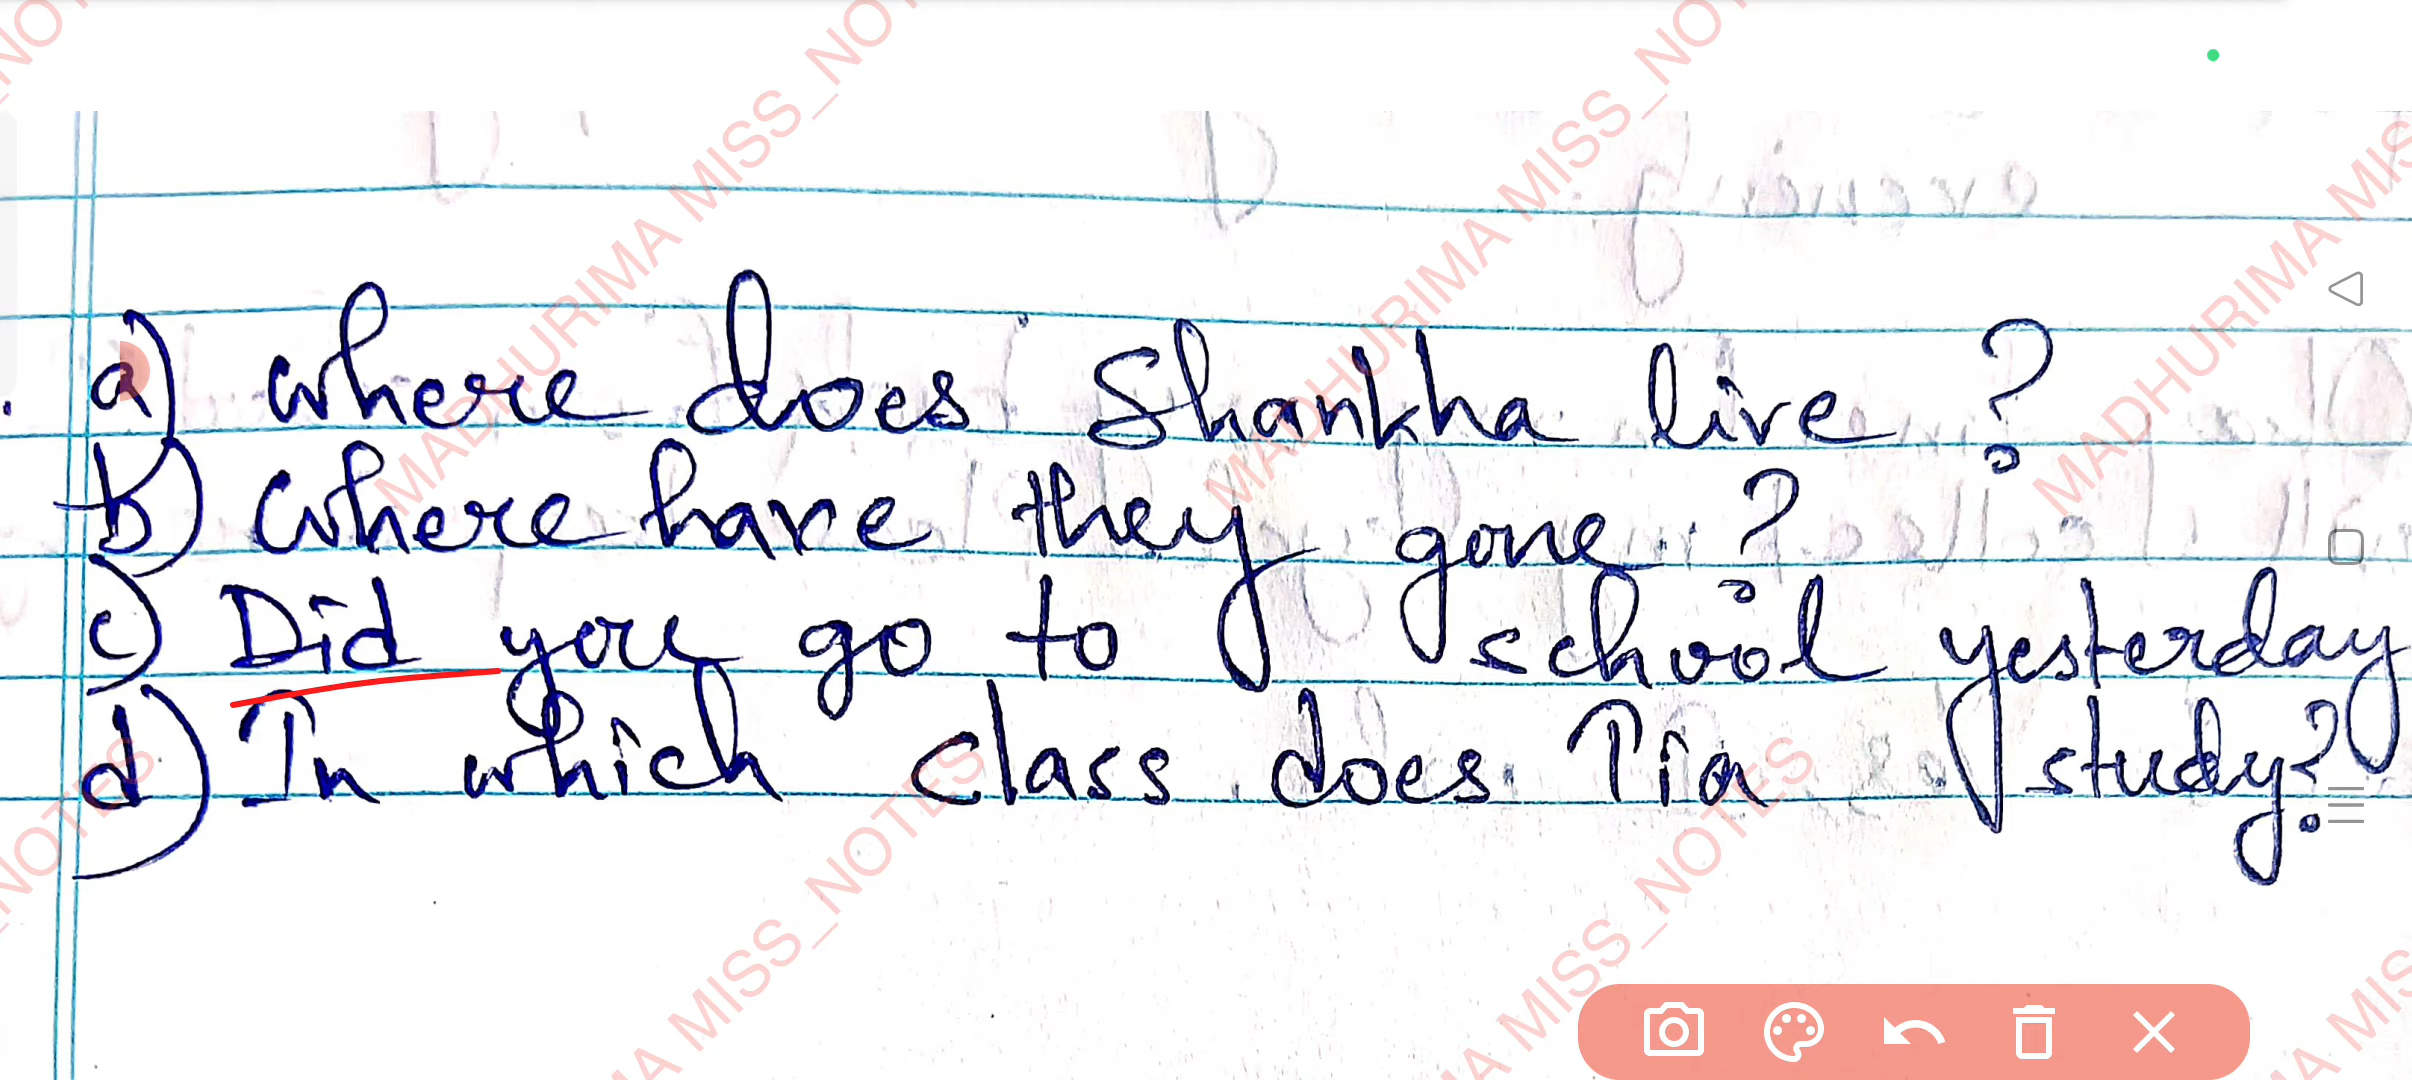 a) where does Shankha live ?
b) where have they gone ?
c) Did you go to school yesterday
d) In which class does Tia study?
MADHURIMA MISS_NOTES